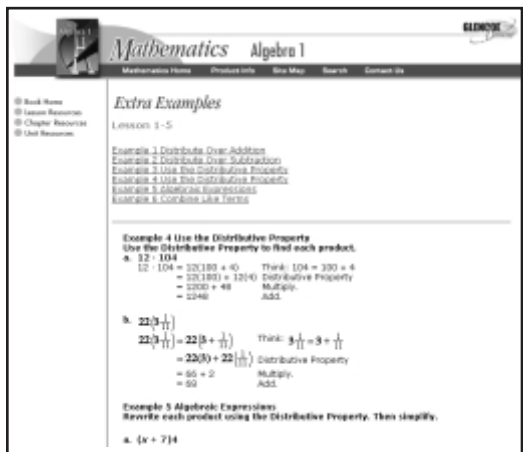 GLENCOE
Mathematics Algebra 1
Mathematics Home Product Info Site Map Search Contact Us
Book Home
Lesson Resources
Chapter Resources
Unit Resources
Extra Examples
Lesson 1-5
Example 1 Distribute Over Addition
Example 2 Distribute Over Subtraction
Example 3 Use the Distributive Property
Example 4 Use the Distributive Property
Example 5 Algebraic Expressions
Example 6 Combine Like Terms
Example 4 Use the Distributive Property
Use the Distributive Property to find each product.
a. 12 · 104
12 · 104 = 12(100 + 4) Think: 104 = 100 + 4
= 12(100) + 12(4) Distributive Property
= 1200 + 48 Multiply.
= 1248 Add.
b. 22(3 1/11)
22(3 1/11) = 22(3 + 1/11) Think: 3 1/11 = 3 + 1/11
= 22(3) + 22(1/11) Distributive Property
= 66 + 2 Multiply.
= 68 Add.
Example 5 Algebraic Expressions
Rewrite each product using the Distributive Property. Then simplify.
a. (x + 7)4